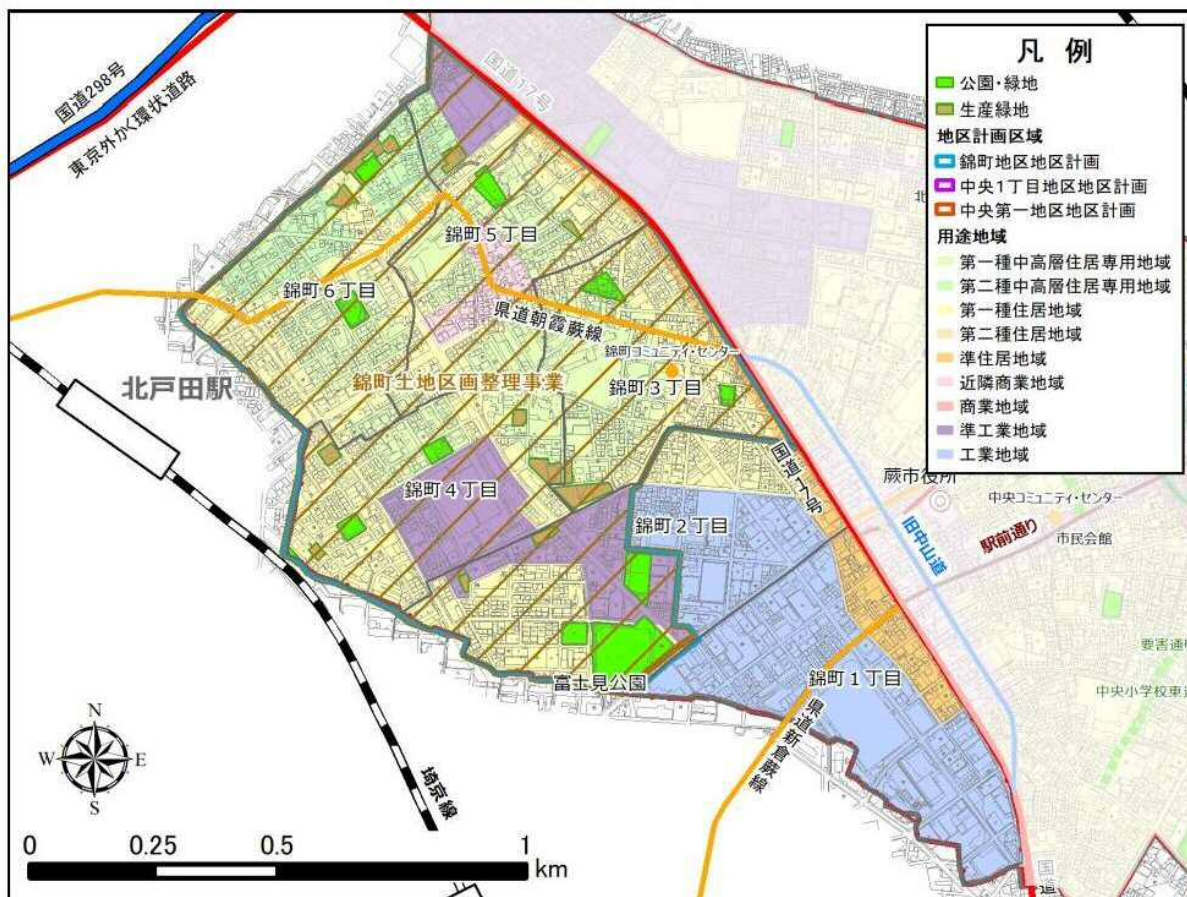 国道298号
東京外かく環状道路
国道17号
凡 例
公園・緑地
生産緑地
地区計画区域
錦町地区地区計画
中央1丁目地区地区計画
中央第一地区地区計画
用途地域
第一種中高層住居専用地域
第二種中高層住居専用地域
第一種住居地域
第二種住居地域
準住居地域
近隣商業地域
商業地域
準工業地域
工業地域
錦町5丁目
錦町6丁目
県道朝霞蕨線
錦町コミュニティ・センター
北戸田駅
錦町土地区画整理事業
錦町3丁目
国道17号
蕨市役所
錦町4丁目
中央コミュニティ・センター
錦町2丁目
駅前通り
市民会館
旧中山道
要害通り
錦町1丁目
富士見公園
中央小学校東
県道新倉蕨線
N
W E
S
埼京線
0 0.25 0.5 1
km